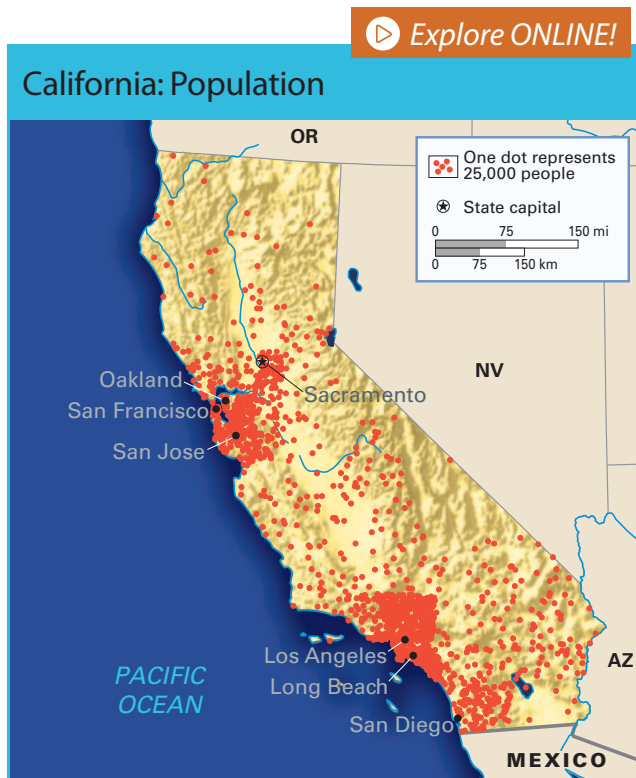 Explore ONLINE!
California: Population
OR
One dot represents
25,000 people
State capital
0 75 150 mi
0 75 150 km
NV
Oakland
Sacramento
San Francisco
San Jose
Los Angeles
Long Beach
AZ
PACIFIC
OCEAN
San Diego
MEXICO